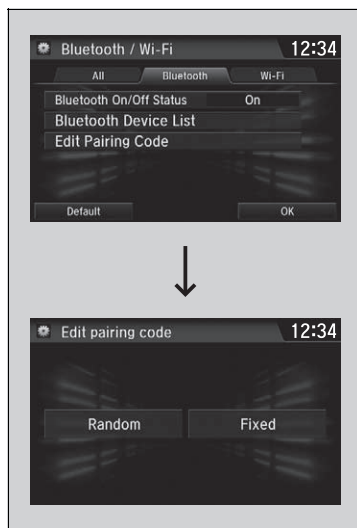 Bluetooth / Wi-Fi 12:34
All Bluetooth Wi-Fi
Bluetooth On/Off Status On
Bluetooth Device List
Edit Pairing Code
Default OK
Edit pairing code 12:34
Random Fixed